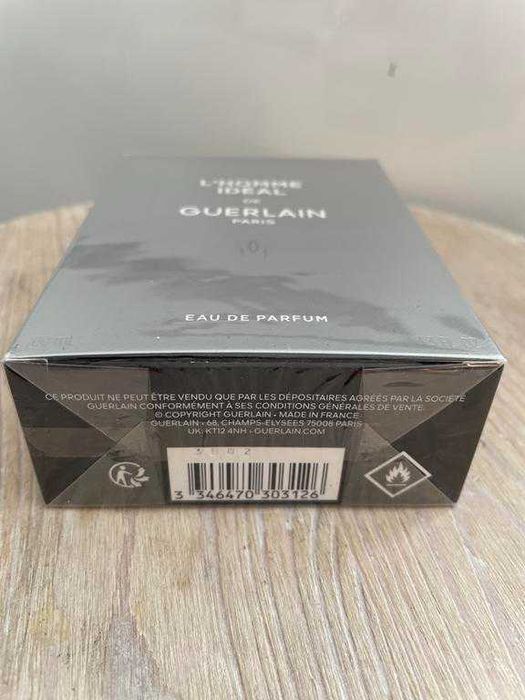 L'HOMME
IDÉAL
DE
GUERLAIN
PARIS
EAU DE PARFUM
CE PRODUIT NE PEUT ÊTRE VENDU QUE PAR LES DÉPOSITAIRES AGRÉÉS PAR LA SOCIÉTÉ
GUERLAIN CONFORMÉMENT À SES CONDITIONS GÉNÉRALES DE VENTE.
© COPYRIGHT GUERLAIN • MADE IN FRANCE
GUERLAIN - 68, CHAMPS-ELYSEES 75008 PARIS
UK, KT12 4NH - GUERLAIN.COM
3 346470 303126